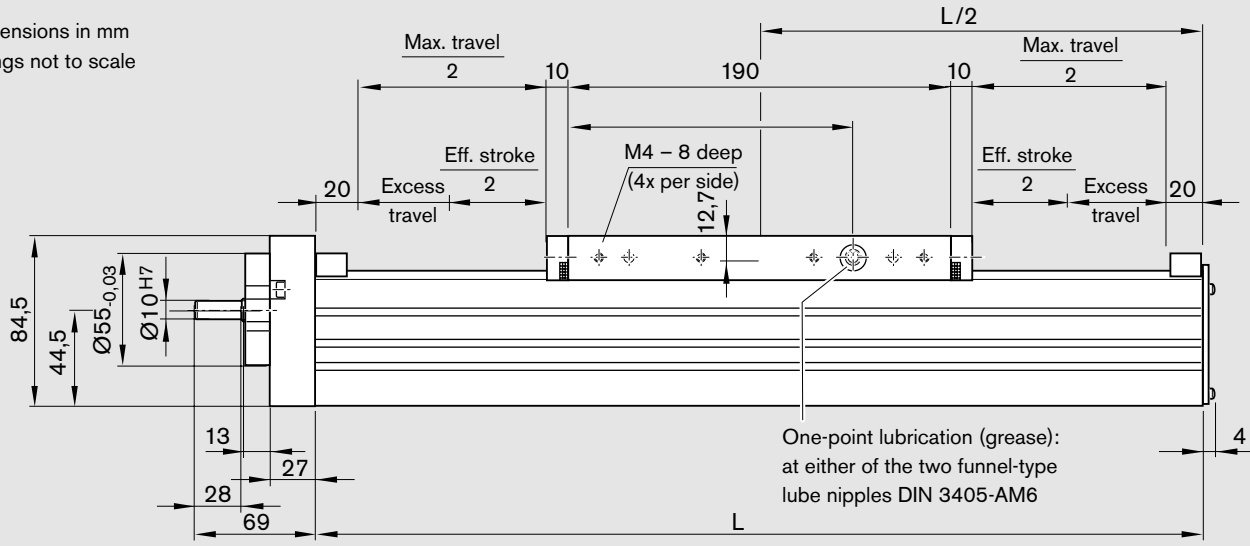 ensions in mm
ngs not to scale
L/2
Max. travel
2
10
190
10
Max. travel
2
M4 – 8 deep
(4x per side)
Eff. stroke
2
Eff. stroke
2
20
Excess
travel
Excess
travel
20
12,7
84,5
44,5
Ø55-0,03
Ø10H7
13
27
28
69
L
4
One-point lubrication (grease):
at either of the two funnel-type
lube nipples DIN 3405-AM6